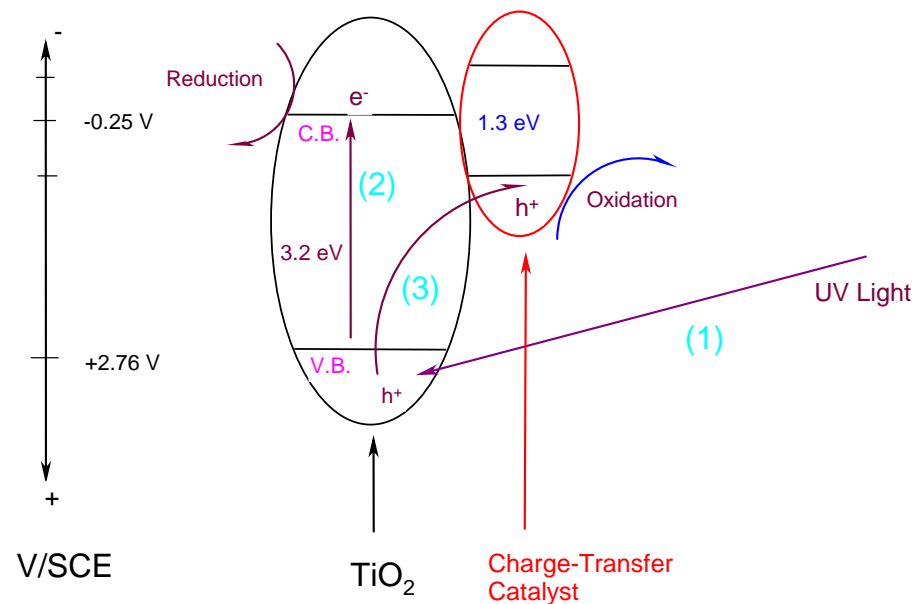 -
Reduction
e⁻
-0.25 V
C.B.
1.3 eV
(2)
h⁺
Oxidation
3.2 eV
(3)
UV Light
(1)
+2.76 V
V.B.
h⁺
+
V/SCE
TiO₂
Charge-Transfer
Catalyst